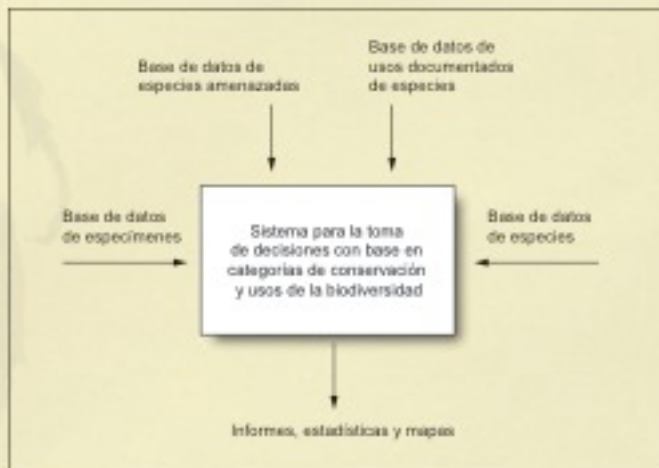 Base de datos de
especies amenazadas
Base de datos de
usos documentados
de especies
Base de datos
de especímenes
Sistema para la toma
de decisiones con base en
categorías de conservación
y usos de la biodiversidad
Base de datos
de especies
Informes, estadísticas y mapas